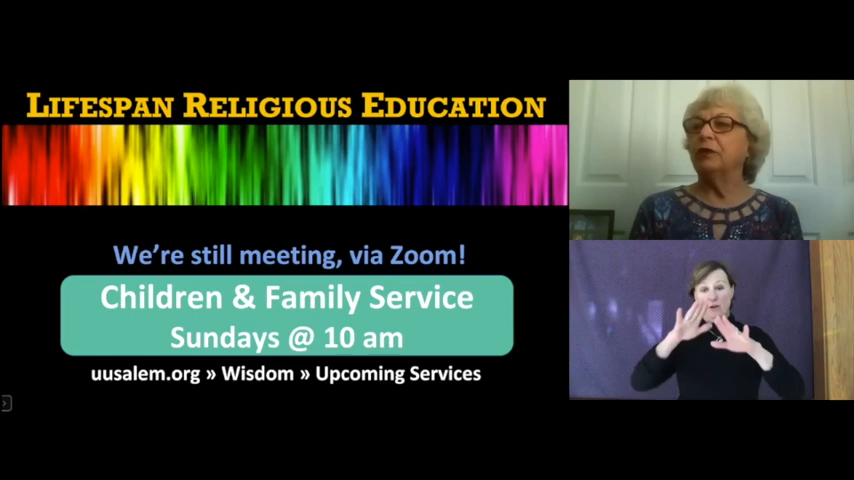 LIFESPAN RELIGIOUS EDUCATION
We're still meeting, via Zoom!
Children & Family Service
Sundays @ 10 am
uusalem.org » Wisdom » Upcoming Services